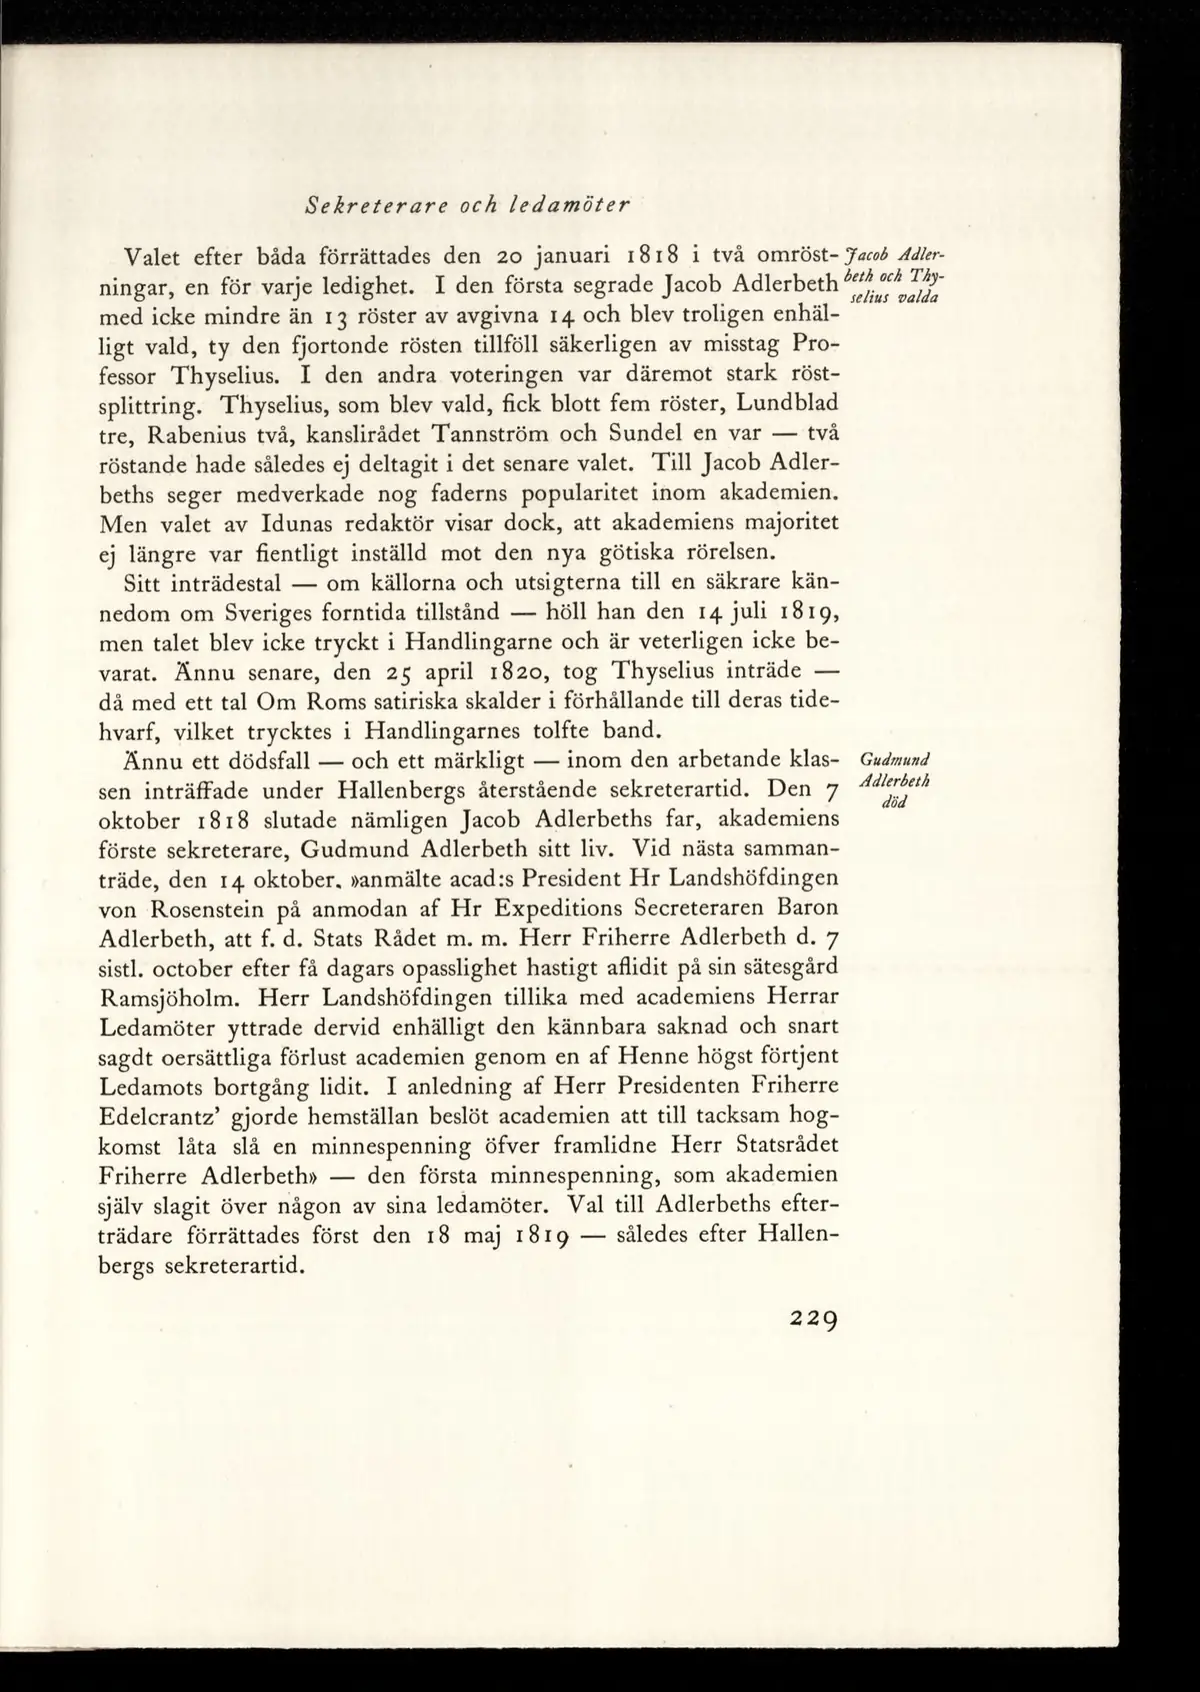 Sekreterare och ledamöter
Valet efter båda förrättades den 20 januari 1818 i två omröst-
ningar, en för varje ledighet. I den första segrade Jacob Adlerbeth
med icke mindre än 13 röster av avgivna 14 och blev troligen enhäl-
ligt vald, ty den fjortonde rösten tillföll säkerligen av misstag Pro-
fessor Thyselius. I den andra voteringen var däremot stark röst-
splittring. Thyselius, som blev vald, fick blott fem röster, Lundblad
tre, Rabenius två, kanslirådet Tannström och Sundel en var — två
röstande hade således ej deltagit i det senare valet. Till Jacob Adler-
beths seger medverkade nog faderns popularitet inom akademien.
Men valet av Idunas redaktör visar dock, att akademiens majoritet
ej längre var fientligt inställd mot den nya götiska rörelsen.
Jacob Adler-
beth och Thy-
selius valda
Sitt inträdestal — om källorna och utsigterna till en säkrare kän-
nedom om Sveriges forntida tillstånd — höll han den 14 juli 1819,
men talet blev icke tryckt i Handlingarne och är veterligen icke be-
varat. Ännu senare, den 25 april 1820, tog Thyselius inträde —
då med ett tal Om Roms satiriska skalder i förhållande till deras tide-
hvarf, vilket trycktes i Handlingarnes tolfte band.
Ännu ett dödsfall — och ett märkligt — inom den arbetande klas-
sen inträffade under Hallenbergs återstående sekreterartid. Den 7
oktober 1818 slutade nämligen Jacob Adlerbeths far, akademiens
förste sekreterare, Gudmund Adlerbeth sitt liv. Vid nästa samman-
träde, den 14 oktober. »anmälte acad:s President Hr Landshöfdingen
von Rosenstein på anmodan af Hr Expeditions Secreteraren Baron
Adlerbeth, att f. d. Stats Rådet m. m. Herr Friherre Adlerbeth d. 7
sistl. october efter få dagars opasslighet hastigt aflidit på sin sätesgård
Ramsjöholm. Herr Landshöfdingen tillika med academiens Herrar
Ledamöter yttrade dervid enhälligt den kännbara saknad och snart
sagdt oersättliga förlust academien genom en af Henne högst förtjent
Ledamots bortgång lidit. I anledning af Herr Presidenten Friherre
Edelcrantz’ gjorde hemställan beslöt academien att till tacksam hog-
komst låta slå en minnespenning öfver framlidne Herr Statsrådet
Friherre Adlerbeth» — den första minnespenning, som akademien
själv slagit över någon av sina ledamöter. Val till Adlerbeths efter-
trädare förrättades först den 18 maj 1819 — således efter Hallen-
bergs sekreterartid.
Gudmund
Adlerbeth
död
229